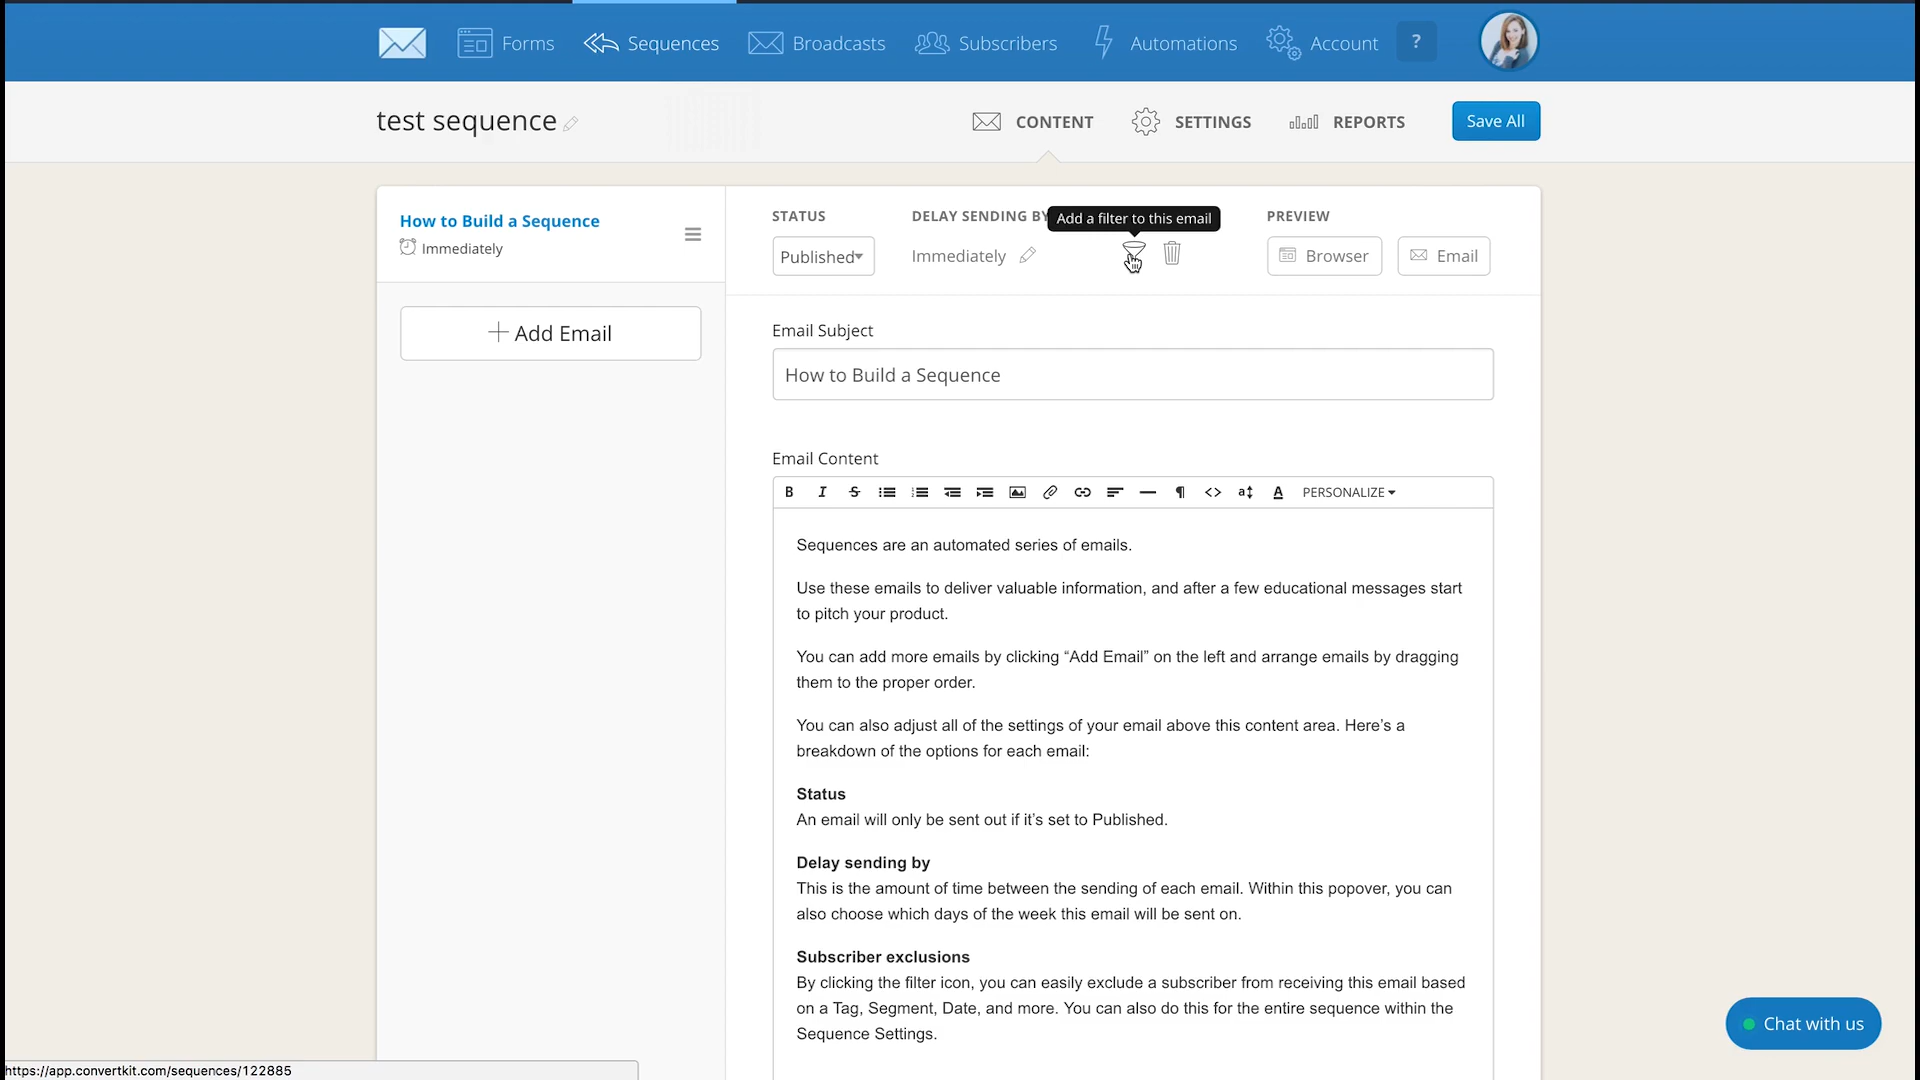 Forms
Sequences
Broadcasts
Subscribers
Automations
Account
?
test sequence
CONTENT
SETTINGS
REPORTS
Save All
How to Build a Sequence
Immediately
Add Email
STATUS
Published
DELAY SENDING BY
Immediately
Add a filter to this email
PREVIEW
Browser
Email
Email Subject
How to Build a Sequence
Email Content
B I S <> A PERSONALIZE
Sequences are an automated series of emails.
Use these emails to deliver valuable information, and after a few educational messages start
to pitch your product.
You can add more emails by clicking “Add Email” on the left and arrange emails by dragging
them to the proper order.
You can also adjust all of the settings of your email above this content area. Here’s a
breakdown of the options for each email:
Status
An email will only be sent out if it’s set to Published.
Delay sending by
This is the amount of time between the sending of each email. Within this popover, you can
also choose which days of the week this email will be sent on.
Subscriber exclusions
By clicking the filter icon, you can easily exclude a subscriber from receiving this email based
on a Tag, Segment, Date, and more. You can also do this for the entire sequence within the
Sequence Settings.
Chat with us
https://app.convertkit.com/sequences/122885